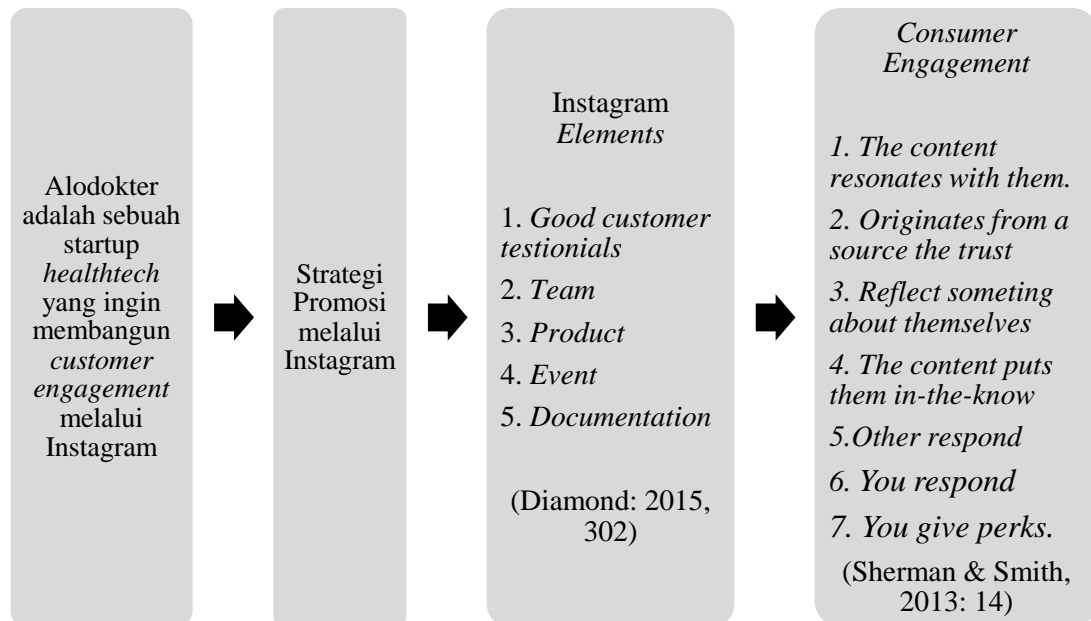 Alodokter
adalah sebuah
startup
healthtech
yang ingin
membangun
customer
engagement
melalui
Instagram
Strategi
Promosi
melalui
Instagram
Instagram
Elements
1. Good customer
testionials
2. Team
3. Product
4. Event
5. Documentation
(Diamond: 2015,
302)
Consumer
Engagement
1. The content
resonates with them.
2. Originates from a
source the trust
3. Reflect someting
about themselves
4. The content puts
them in-the-know
5.Other respond
6. You respond
7. You give perks.
(Sherman & Smith,
2013: 14)